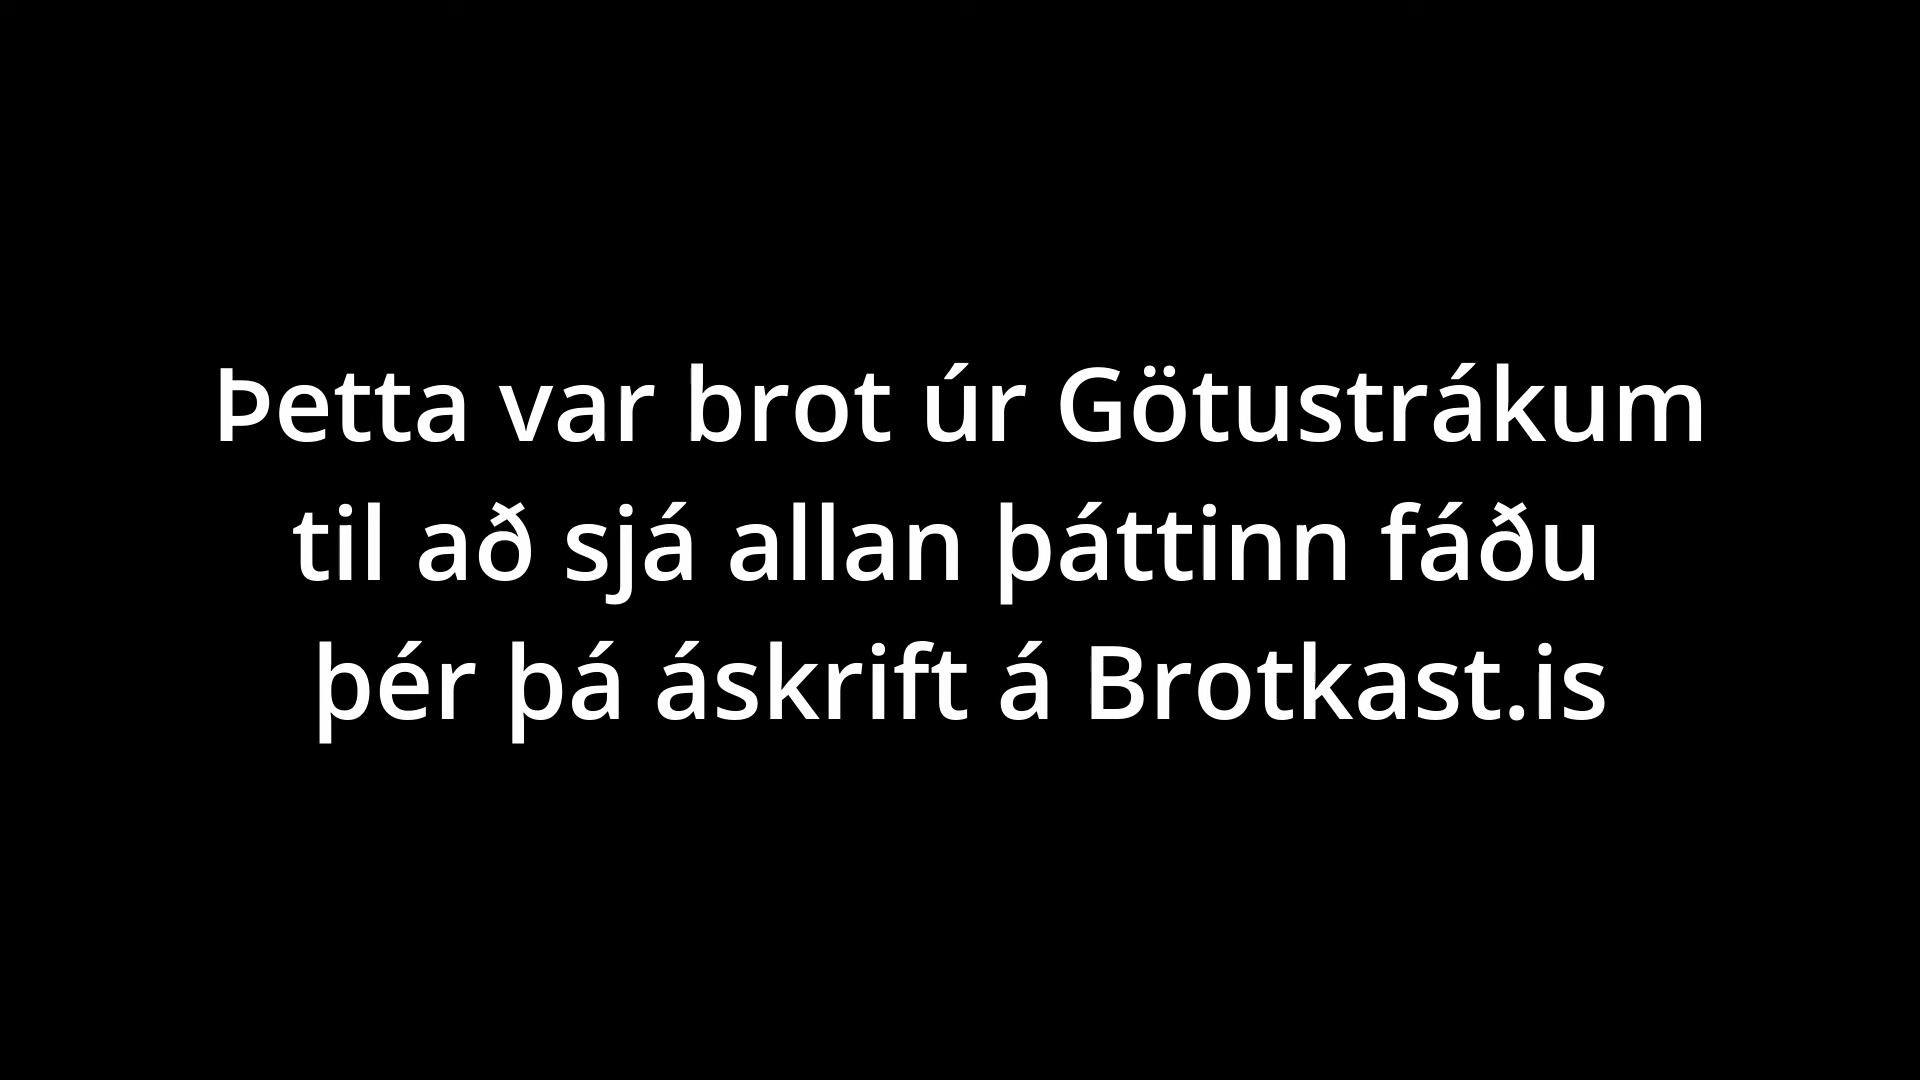 Þetta var brot úr Götustrákum
til að sjá allan þáttinn fáðu
þér þá áskrift á Brotkast.is